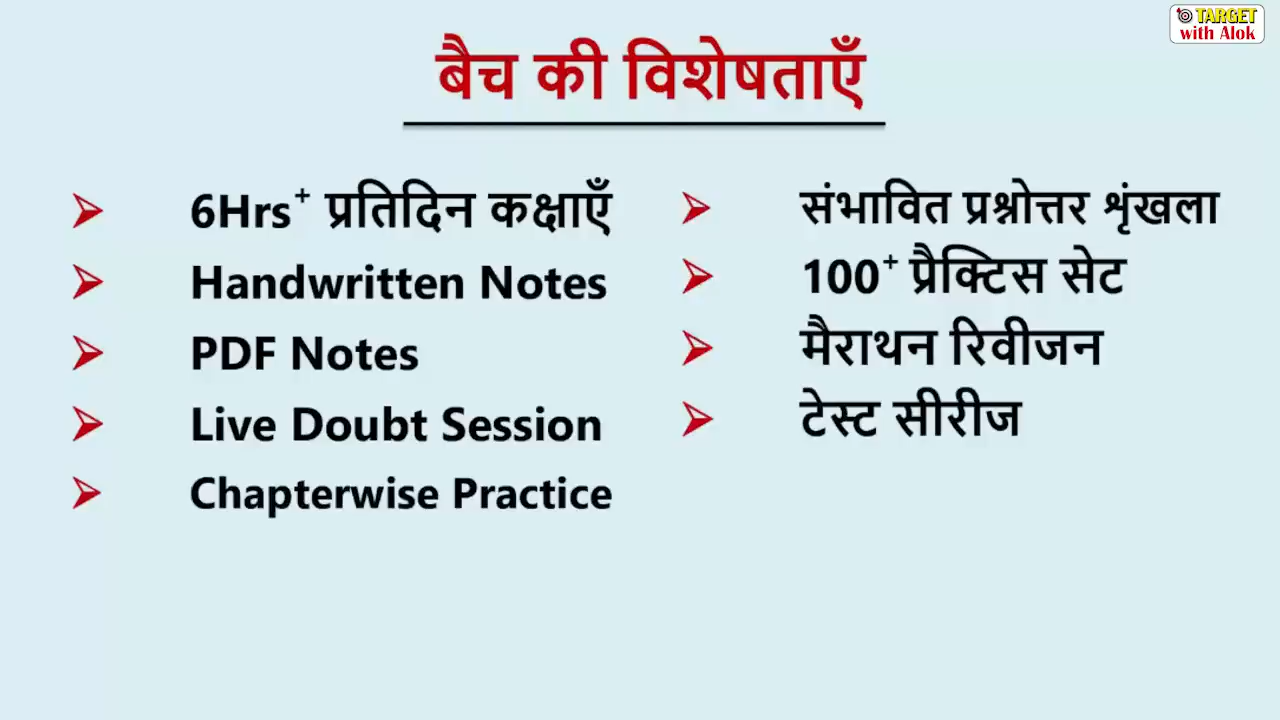 TARGET
with Alok
बैच की विशेषताएँ
6Hrs+ प्रतिदिन कक्षाएँ
Handwritten Notes
PDF Notes
Live Doubt Session
Chapterwise Practice
संभावित प्रश्नोत्तर शृंखला
100+ प्रैक्टिस सेट
मैराथन रिवीजन
टेस्ट सीरीज